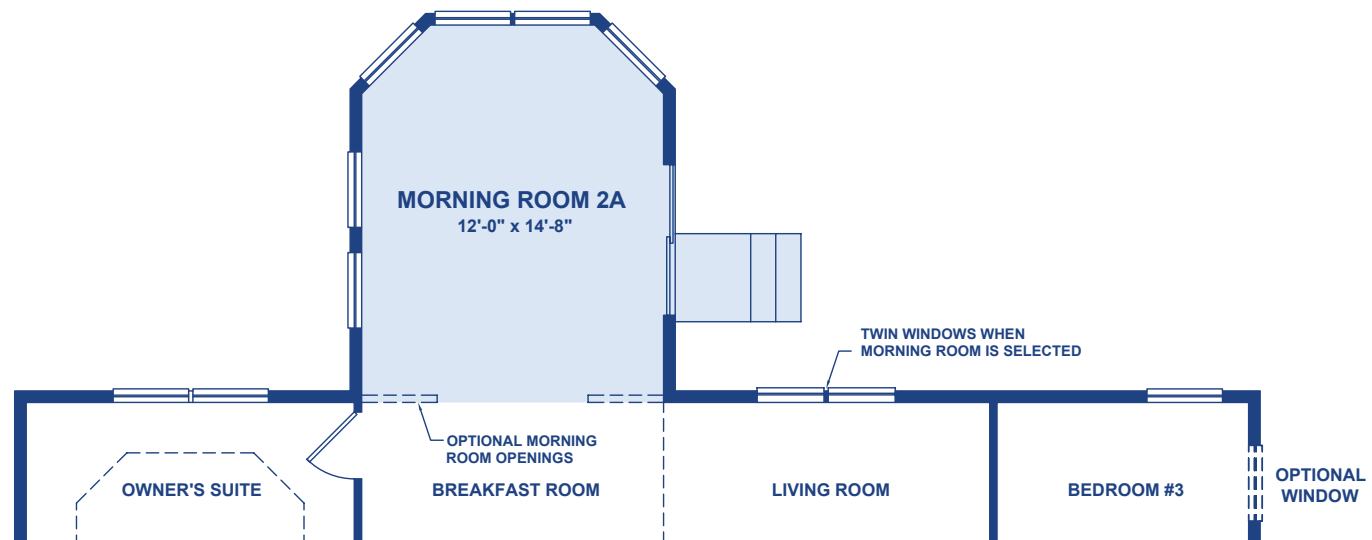 MORNING ROOM 2A
12'-0" x 14'-8"
TWIN WINDOWS WHEN
MORNING ROOM IS SELECTED
OPTIONAL MORNING
ROOM OPENINGS
OWNER'S SUITE
BREAKFAST ROOM
LIVING ROOM
BEDROOM #3
OPTIONAL
WINDOW